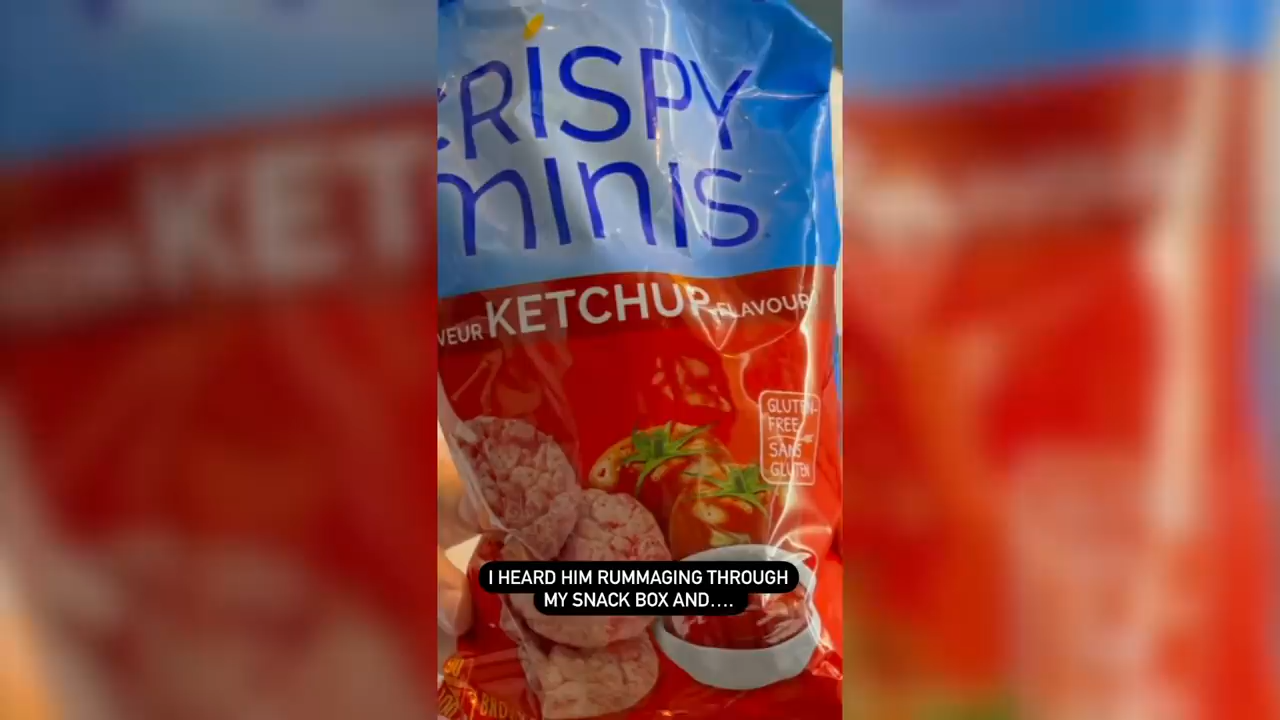 CRISPY
MINIS
VEUR KETCHUP FLAVOUR
GLUTEN-
FREE
SANS
GLUTEN
I HEARD HIM RUMMAGING THROUGH
MY SNACK BOX AND....